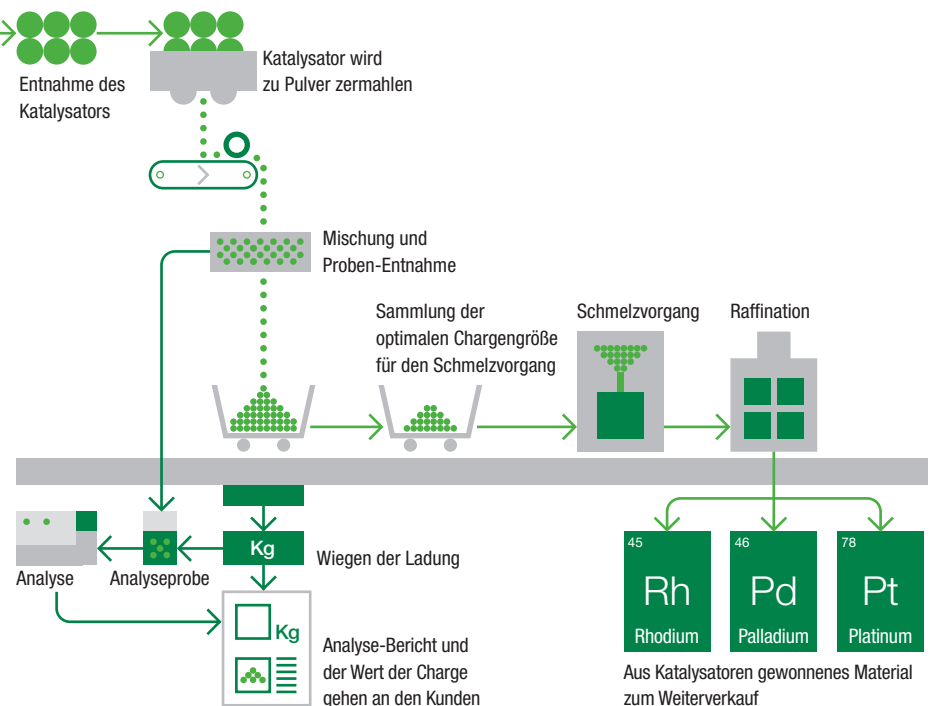 Entnahme des
Katalysators
Katalysator wird
zu Pulver zermahlen
Mischung und
Proben-Entnahme
Sammlung der
optimalen Chargengröße
für den Schmelzvorgang
Schmelzvorgang
Raffination
Kg
Wiegen der Ladung
Analyse
Analyseprobe
Kg
Analyse-Bericht und
der Wert der Charge
gehen an den Kunden
45
Rh
Rhodium
46
Pd
Palladium
78
Pt
Platinum
Aus Katalysatoren gewonnenes Material
zum Weiterverkauf